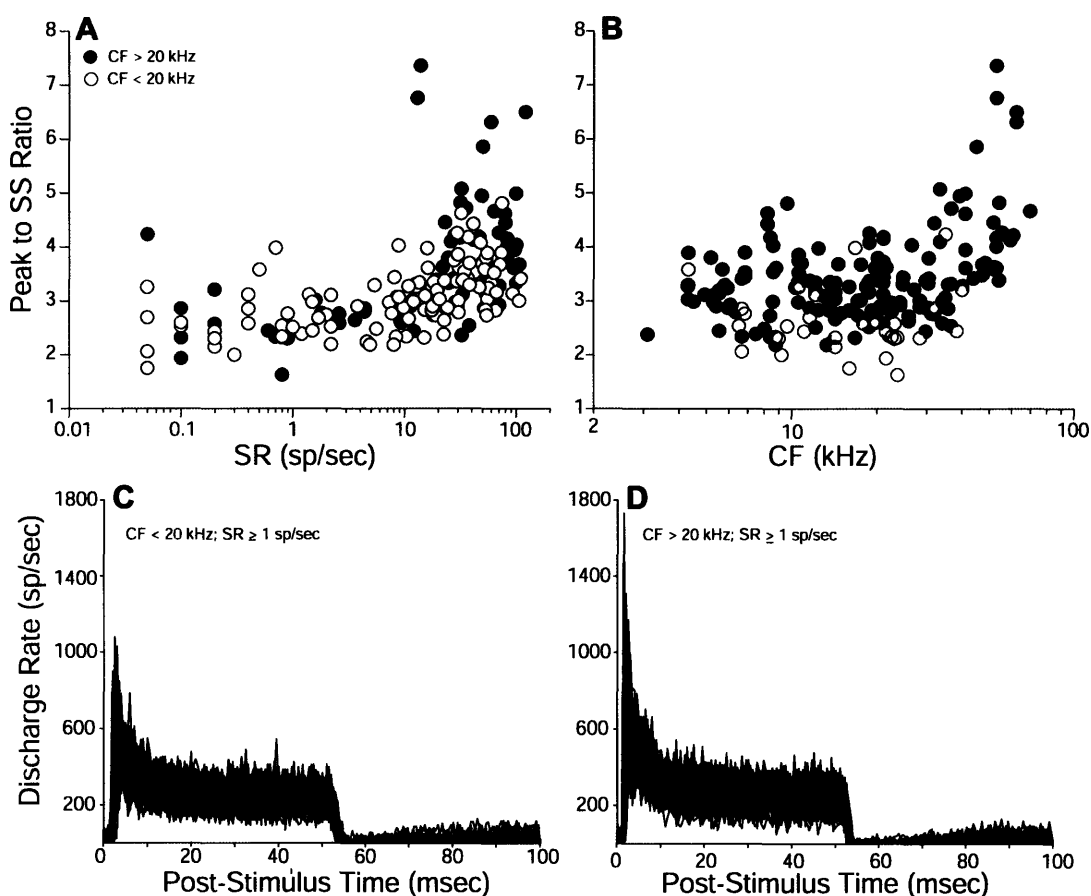 A
B
8
7
6
5
4
3
2
1
Peak to SS Ratio
CF > 20 kHz
CF < 20 kHz
0.01 0.1 1 10 100
SR (sp/sec)
8
7
6
5
4
3
2
1
2 10 100
CF (kHz)
C
D
1800
1400
1000
600
200
Discharge Rate (sp/sec)
CF < 20 kHz; SR ≥ 1 sp/sec
0 20 40 60 80 100
Post-Stimulus Time (msec)
1800
1400
1000
600
200
CF > 20 kHz; SR ≥ 1 sp/sec
0 20 40 60 80 100
Post-Stimulus Time (msec)